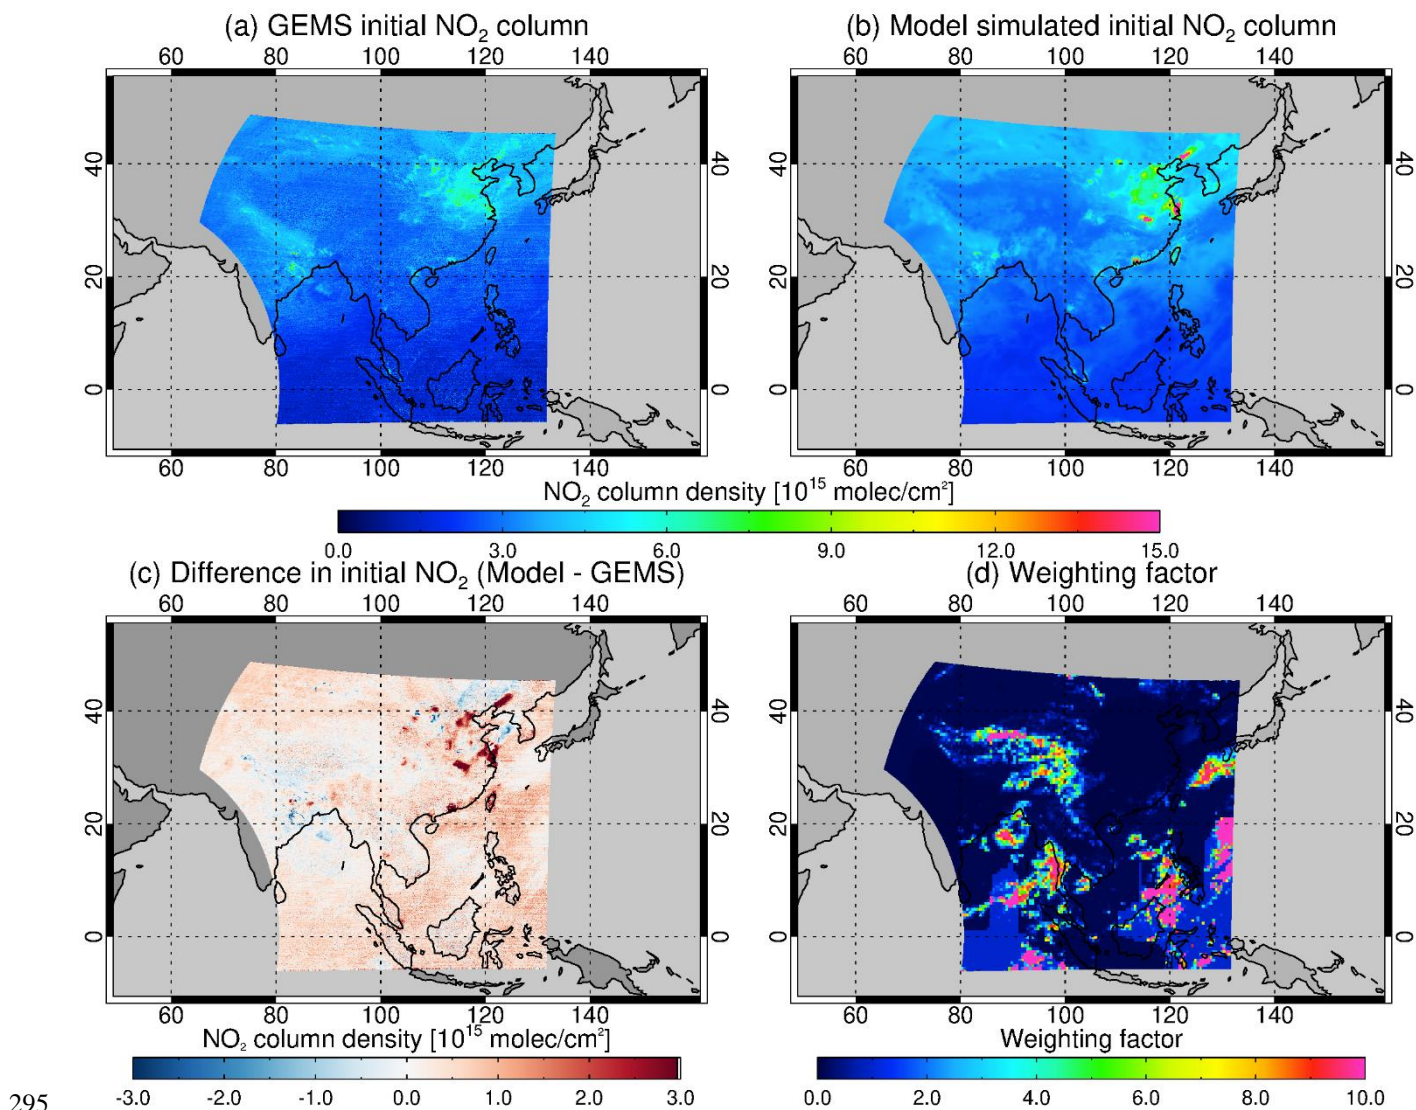 (a) GEMS initial NO₂ column
(b) Model simulated initial NO₂ column
60 80 100 120 140
60 80 100 120 140
40 40
40 40
20 20
20 20
0 0
0 0
60 80 100 120 140
60 80 100 120 140
NO₂ column density [10¹⁵ molec/cm²]
0.0 3.0 6.0 9.0 12.0 15.0
(c) Difference in initial NO₂ (Model - GEMS)
(d) Weighting factor
60 80 100 120 140
60 80 100 120 140
40 40
40 40
20 20
20 20
0 0
0 0
60 80 100 120 140
60 80 100 120 140
NO₂ column density [10¹⁵ molec/cm²]
Weighting factor
295
-3.0 -2.0 -1.0 0.0 1.0 2.0 3.0
0.0 2.0 4.0 6.0 8.0 10.0